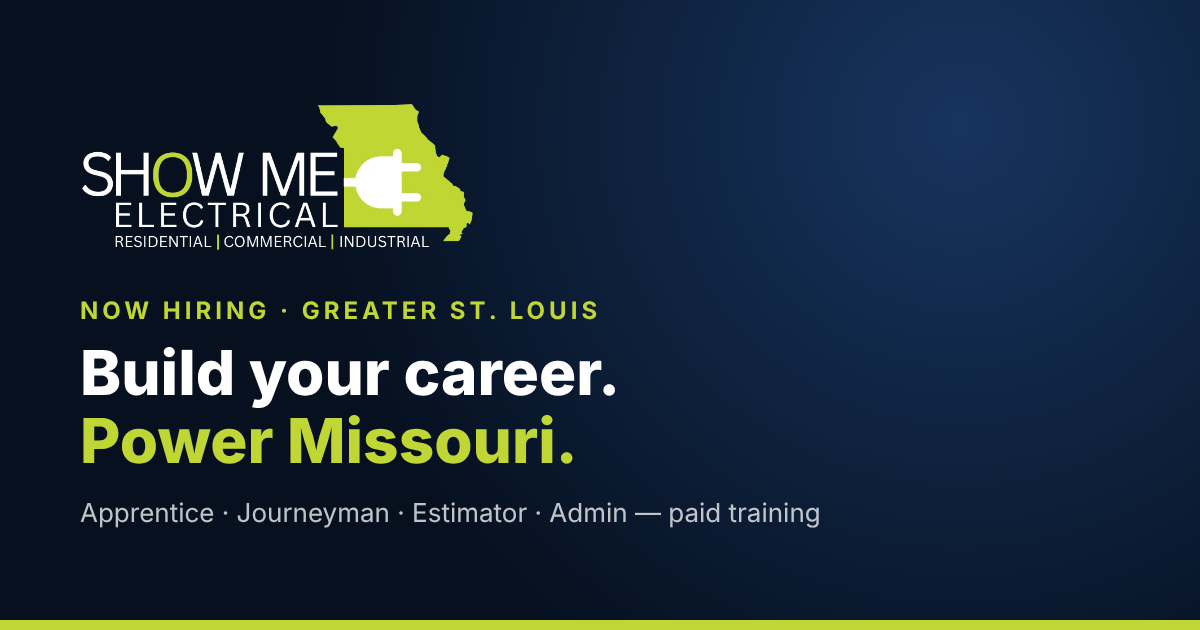 SHOW ME
ELECTRICAL
RESIDENTIAL | COMMERCIAL | INDUSTRIAL
NOW HIRING · GREATER ST. LOUIS
Build your career.
Power Missouri.
Apprentice · Journeyman · Estimator · Admin — paid training